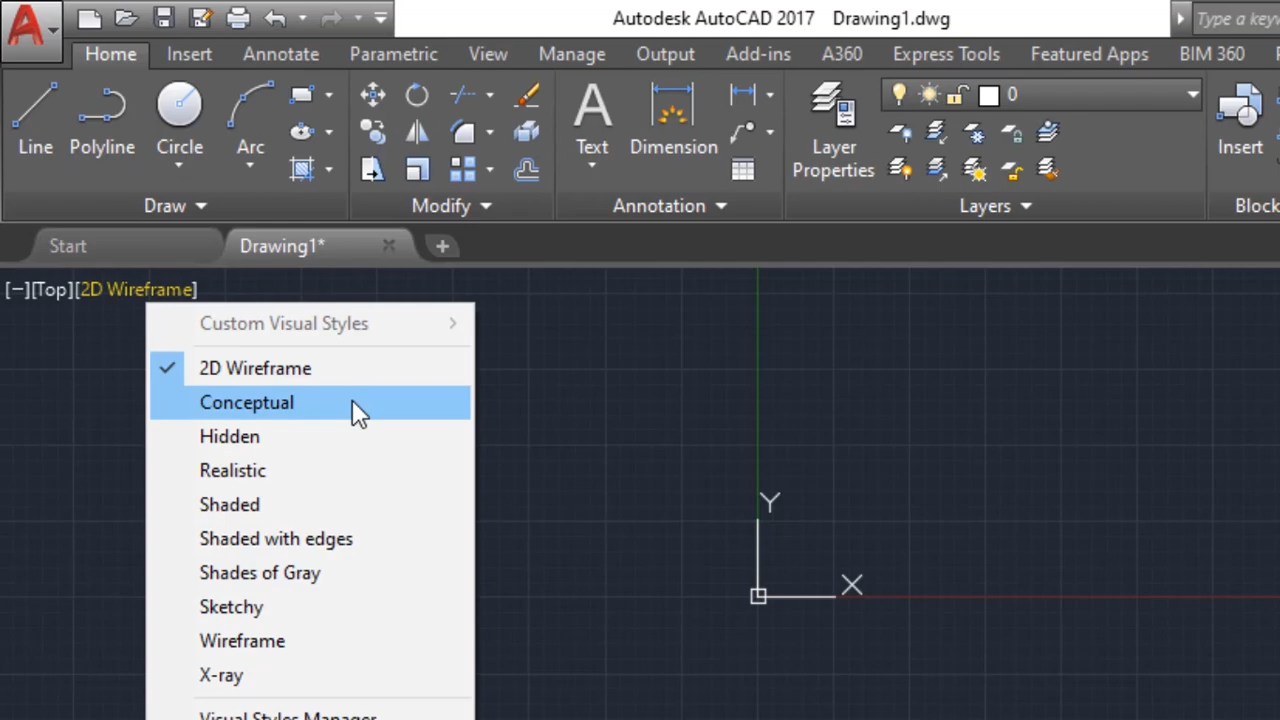 Autodesk AutoCAD 2017 Drawing1.dwg
Home Insert Annotate Parametric View Manage Output Add-ins A360 Express Tools Featured Apps BIM 360
0
Line Polyline Circle Arc Text Dimension Layer Properties Insert
Draw Modify Annotation Layers
Start Drawing1*
[−][Top][2D Wireframe]
Custom Visual Styles
2D Wireframe
Conceptual
Hidden
Realistic
Shaded
Shaded with edges
Shades of Gray
Sketchy
Wireframe
X-ray
Visual Styles Manager
Y
X